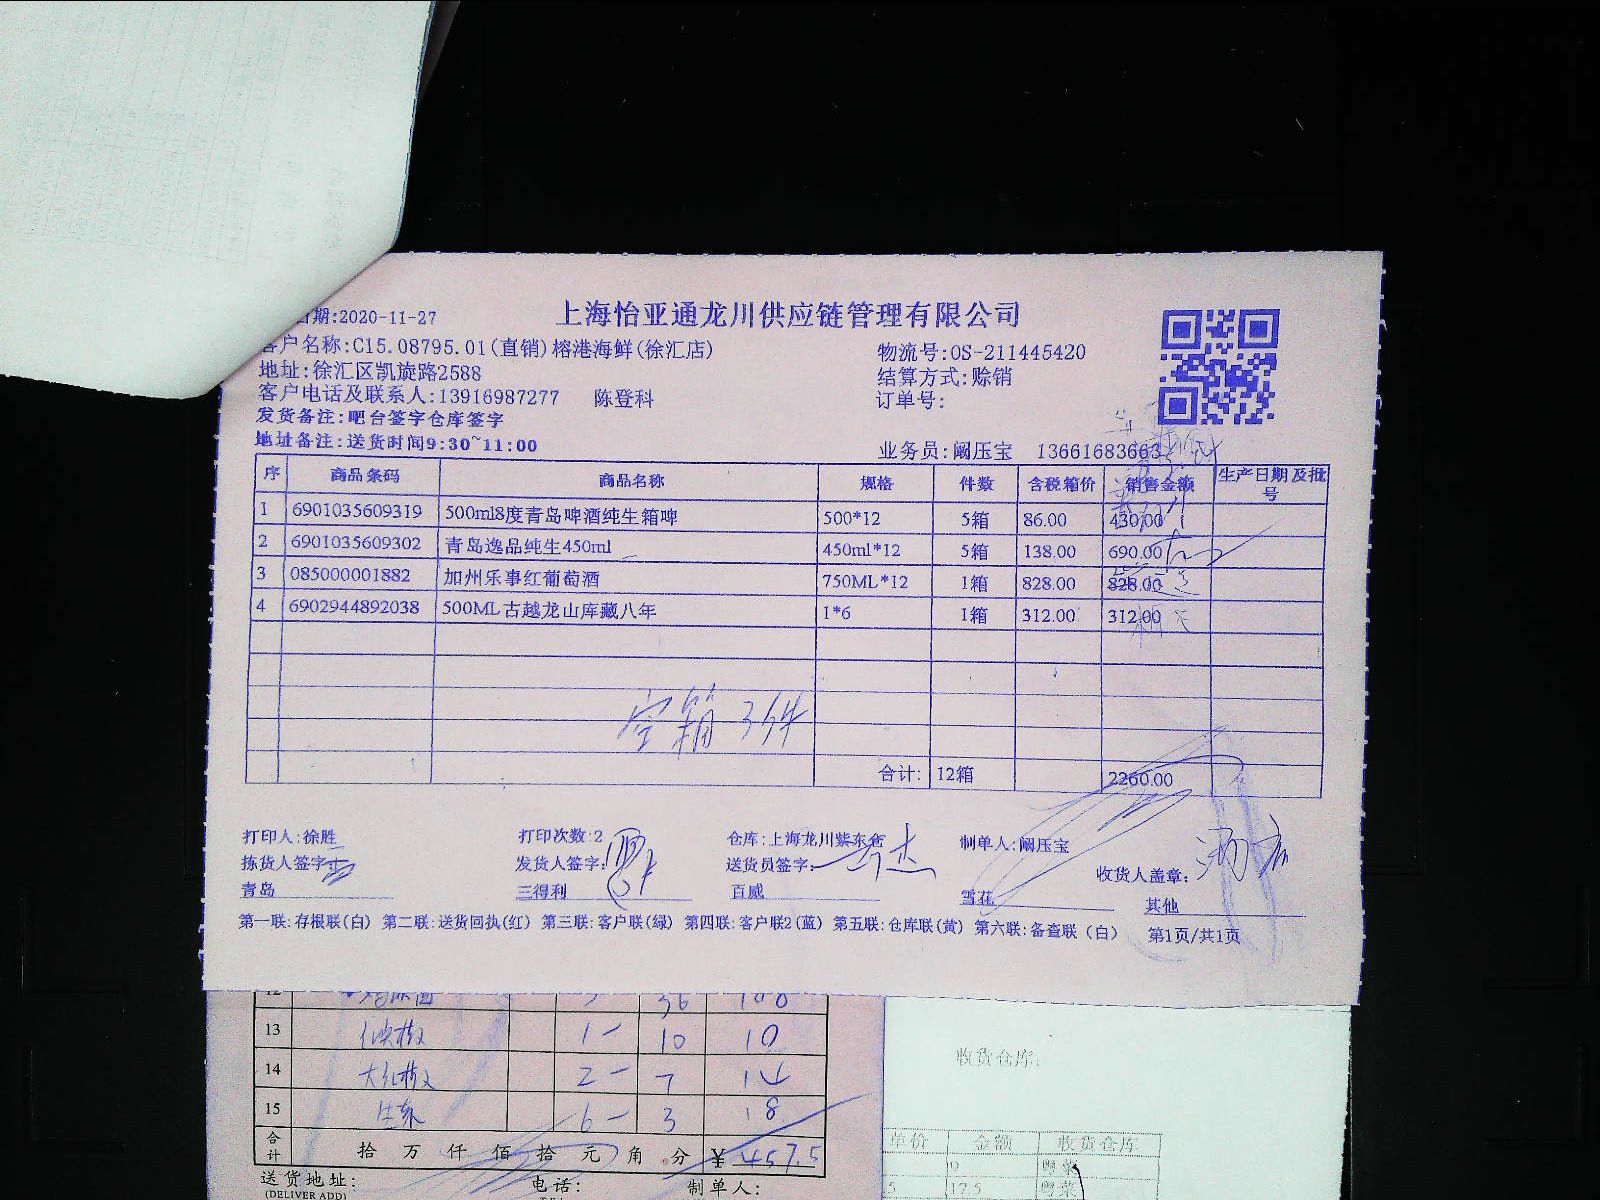 期:2020-11-27
上海怡亚通龙川供应链管理有限公司
客户名称:C15.08795.01(直销)榕港海鲜(徐汇店)
物流号:OS-211445420
地址:徐汇区凯旋路2588
结算方式:赊销
客户电话及联系人:13916987277 陈登科
订单号:
发货备注:吧台签字仓库签字
地址备注:送货时间9:30~11:00
业务员:阚压宝 13661683663
序 商品条码 商品名称 规格 件数 含税箱价 销售金额 生产日期及批号
1 6901035609319 500ml8度青岛啤酒纯生箱啤 500*12 5箱 86.00 430.00
2 6901035609302 青岛逸品纯生450ml 450ml*12 5箱 138.00 690.00
3 085000001882 加州乐事红葡萄酒 750ML*12 1箱 828.00 828.00
4 6902944892038 500ML古越龙山库藏八年 1*6 1箱 312.00 312.00
空箱3件
合计: 12箱 2260.00
打印人:徐胜 打印次数:2 仓库:上海龙川紫东仓 制单人:阚压宝
拣货人签字: 发货人签字: 送货员签字: 收货人盖章:
青岛 三得利 百威 雪花 其他
第一联:存根联(白) 第二联:送货回执(红) 第三联:客户联(绿) 第四联:客户联2(蓝) 第五联:仓库联(黄) 第六联:备查联(白) 第1页/共1页
12 36 108
13 1- 10 10
14 大红椒 2- 7 14
15 6- 3 18
合计 拾 万 仟 佰 拾 元 角 分 ¥ 457.5
送货地址: 电话: 制单人:
(DELIVER ADD)
收货仓库:
单价 金额 收货仓库
9 粤菜
5 17.5 粤菜